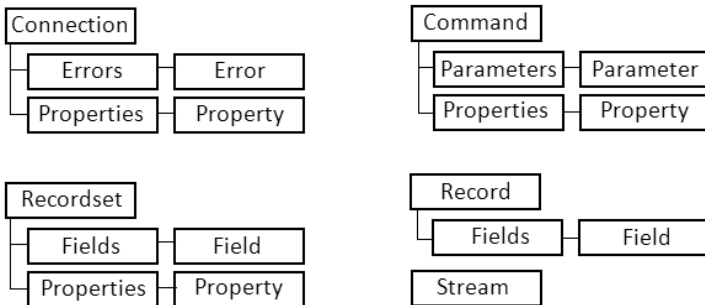 Connection
Errors Error
Properties Property
Command
Parameters Parameter
Properties Property
Recordset
Fields Field
Properties Property
Record
Fields Field
Stream